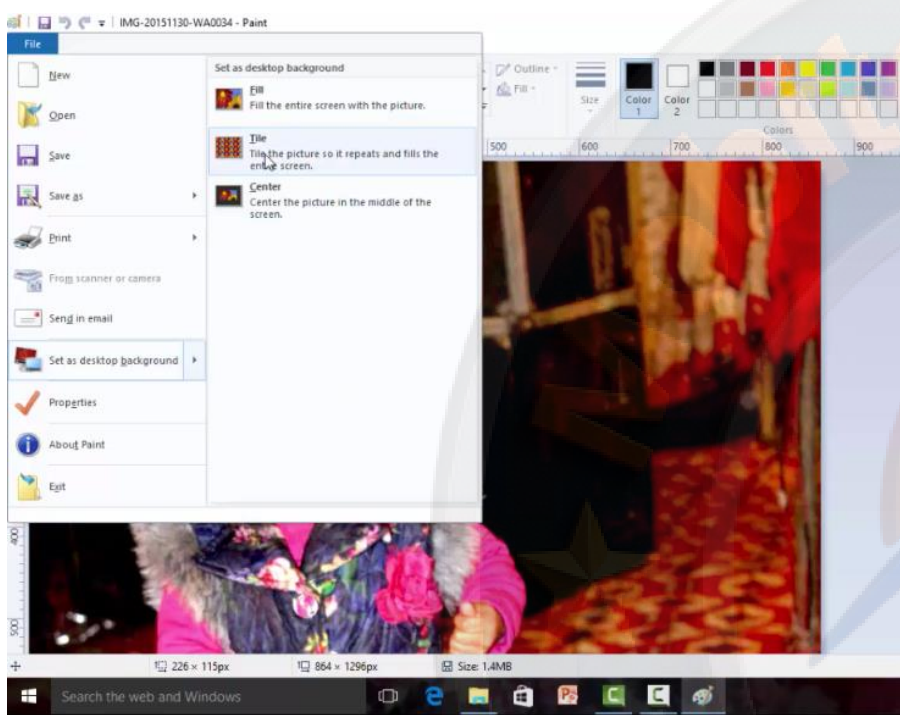 IMG-20151130-WA0034 - Paint
File
New
Open
Save
Save as
Print
From scanner or camera
Send in email
Set as desktop background
Properties
About Paint
Exit
Set as desktop background
Fill
Fill the entire screen with the picture.
Tile
Tile the picture so it repeats and fills the
entire screen.
Center
Center the picture in the middle of the
screen.
Outline
Fill
Size
Color
1
Color
2
Colors
500
600
700
800
900
400
500
226 × 115px
864 × 1296px
Size: 1.4MB
Search the web and Windows